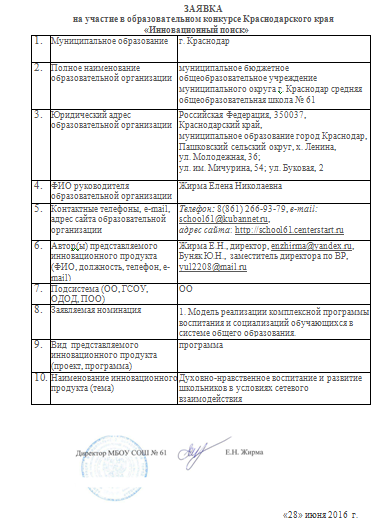 ЗАЯВКА
на участие в образовательном конкурсе Краснодарского края
«Инновационный поиск»
1. Муниципальное образование г. Краснодар
2. Полное наименование муниципальное бюджетное
образовательной организации общеобразовательное учреждение
муниципального округа г. Краснодар средняя
общеобразовательная школа № 61
3. Юридический адрес Российская Федерация, 350037,
образовательной организации Краснодарский край,
муниципальное образование город Краснодар,
Пашковский сельский округ, х. Ленина,
ул. Молодежная, 36;
ул. им. Мичурина, 54; ул. Буковая, 2
4. ФИО руководителя Жирма Елена Николаевна
образовательной организации
5. Контактные телефоны, e-mail, Телефон: 8(861) 266-93-79, e-mail:
адрес сайта образовательной school61@kubannet.ru,
организации адрес сайта: http://school61.centerstart.ru
6. Автор(ы) представляемого Жирма Е.Н., директор, enzhirma@yandex.ru,
инновационного продукта Буняк Ю.Н., заместитель директора по ВР,
(ФИО, должность, телефон, e- yul2208@mail.ru
mail)
7. Подсистема (ОО, ГСОУ, ОО
ОДОД, ПОО)
8. Заявляемая номинация 1. Модель реализации комплексной программы
воспитания и социализаций обучающихся в
системе общего образования.
9. Вид представляемого программа
инновационного продукта
(проект, программа)
10. Наименование инновационного Духовно-нравственное воспитание и развитие
продукта (тема) школьников в условиях сетевого
взаимодействия
Директор МБОУ СОШ № 61 Е.Н. Жирма
«28» июня 2016 г.